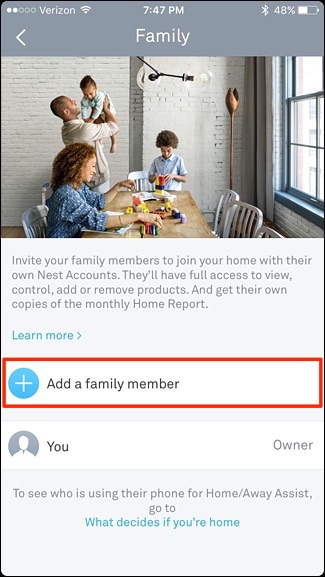 Verizon 7:47 PM 48%
Family
Invite your family members to join your home with their
own Nest Accounts. They'll have full access to view,
control, add or remove products. And get their own
copies of the monthly Home Report.
Learn more >
Add a family member
You Owner
To see who is using their phone for Home/Away Assist,
go to
What decides if you're home